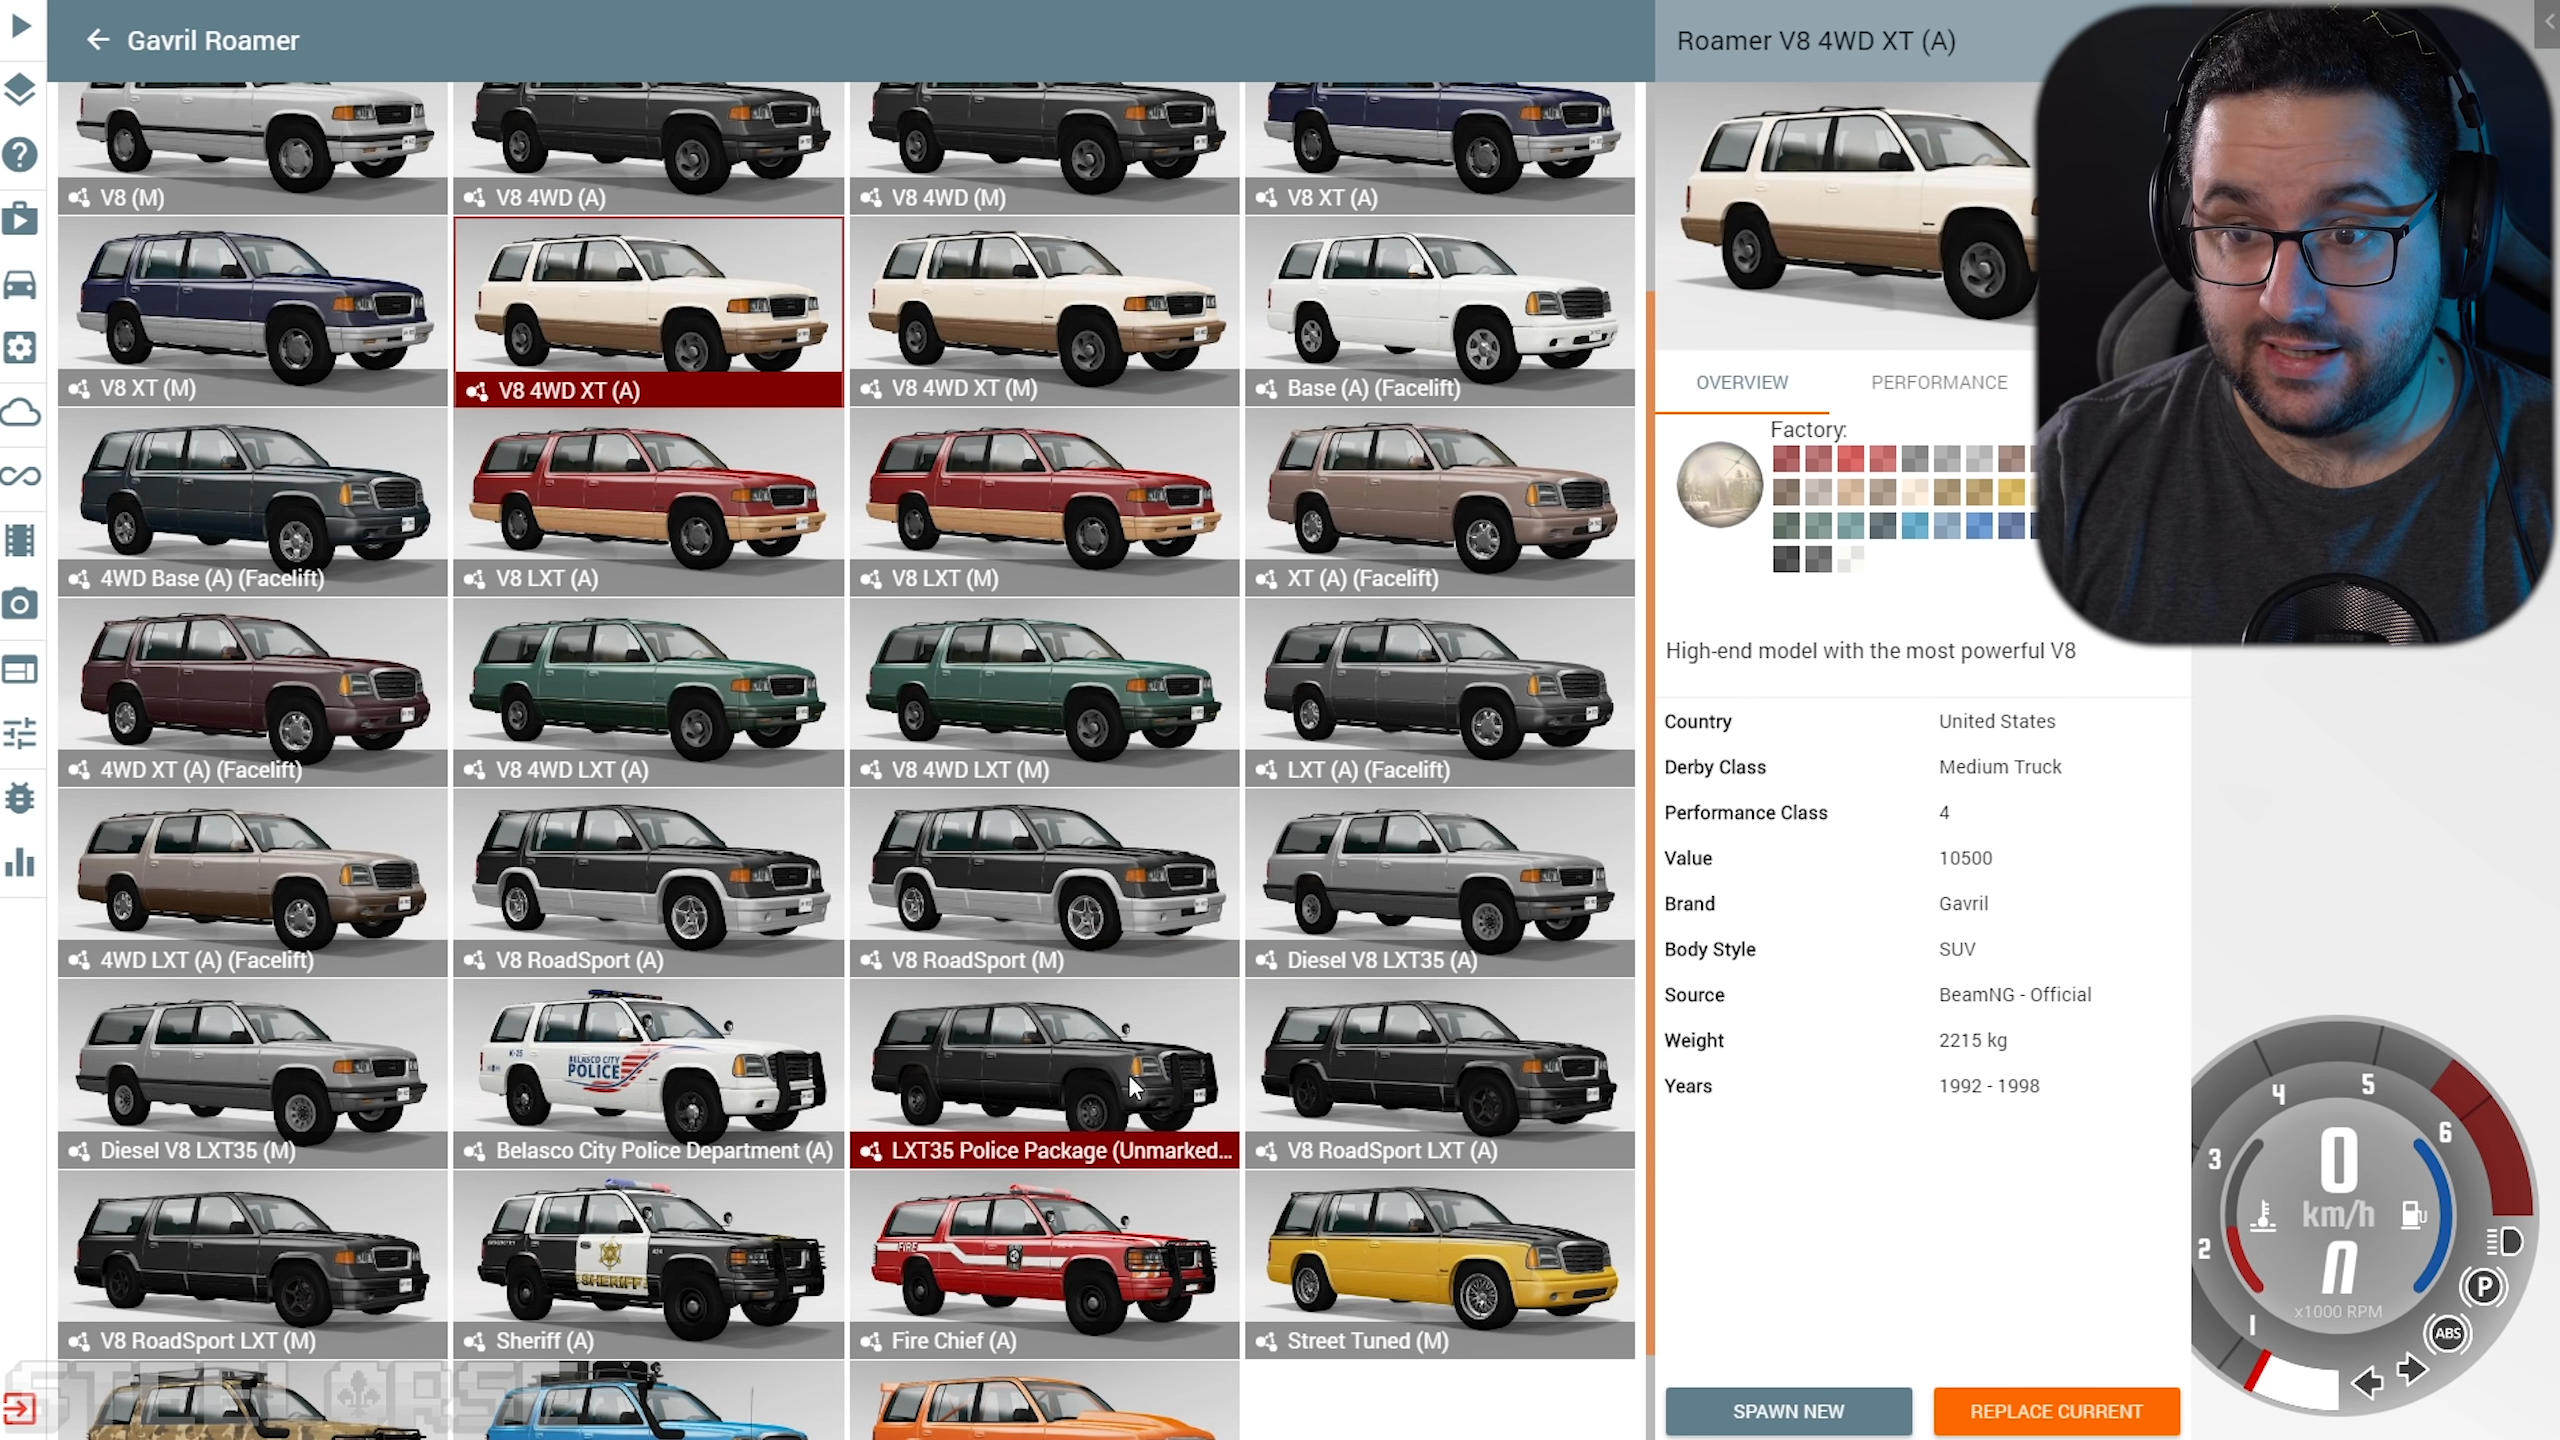 Gavril Roamer
Roamer V8 4WD XT (A)
V8 (M)
V8 4WD (A)
V8 4WD (M)
V8 XT (A)
V8 XT (M)
V8 4WD XT (A)
V8 4WD XT (M)
Base (A) (Facelift)
4WD Base (A) (Facelift)
V8 LXT (A)
V8 LXT (M)
XT (A) (Facelift)
4WD XT (A) (Facelift)
V8 4WD LXT (A)
V8 4WD LXT (M)
LXT (A) (Facelift)
4WD LXT (A) (Facelift)
V8 RoadSport (A)
V8 RoadSport (M)
Diesel V8 LXT35 (A)
K-25
BELASCO CITY
POLICE
Diesel V8 LXT35 (M)
Belasco City Police Department (A)
LXT35 Police Package (Unmarked...
V8 RoadSport LXT (A)
SHERIFF
FIRE
V8 RoadSport LXT (M)
Sheriff (A)
Fire Chief (A)
Street Tuned (M)
OVERVIEW
PERFORMANCE
Factory:
High-end model with the most powerful V8
Country United States
Derby Class Medium Truck
Performance Class 4
Value 10500
Brand Gavril
Body Style SUV
Source BeamNG - Official
Weight 2215 kg
Years 1992 - 1998
SPAWN NEW
REPLACE CURRENT
1
2
3
4
5
6
0
km/h
n
x1000 RPM
P
ABS